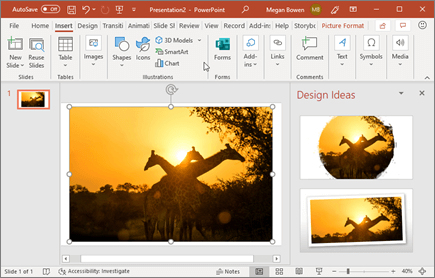 AutoSave Off Presentation2 - PowerPoint Megan Bowen MB
File Home Insert Design Transiti Animati Slide Sh Review View Record Add-in Help Storybo Picture Format
New Slide Reuse Slides Table Images Shapes Icons 3D Models SmartArt Chart Forms Add-ins Links Comment Text Symbols Media
Slides Tables Illustrations Forms Comments
1
Design Ideas
Slide 1 of 1 Accessibility: Investigate Notes 40%